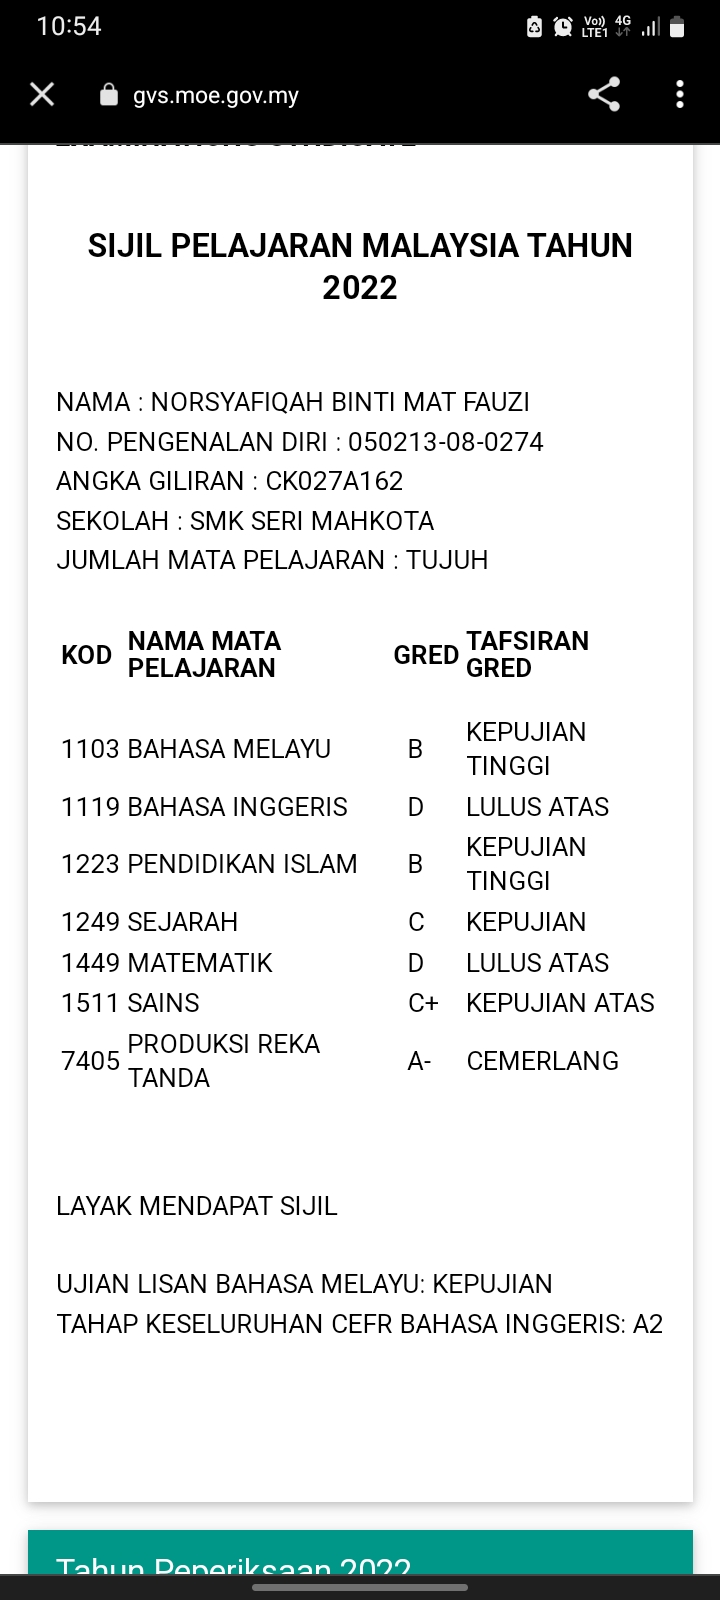 10:54
Vo))
LTE1
4G
gvs.moe.gov.my
SIJIL PELAJARAN MALAYSIA TAHUN
2022
NAMA : NORSYAFIQAH BINTI MAT FAUZI
NO. PENGENALAN DIRI : 050213-08-0274
ANGKA GILIRAN : CK027A162
SEKOLAH : SMK SERI MAHKOTA
JUMLAH MATA PELAJARAN : TUJUH
KOD NAMA MATA PELAJARAN GRED TAFSIRAN GRED
1103 BAHASA MELAYU B KEPUJIAN TINGGI
1119 BAHASA INGGERIS D LULUS ATAS
1223 PENDIDIKAN ISLAM B KEPUJIAN TINGGI
1249 SEJARAH C KEPUJIAN
1449 MATEMATIK D LULUS ATAS
1511 SAINS C+ KEPUJIAN ATAS
7405 PRODUKSI REKA TANDA A- CEMERLANG
LAYAK MENDAPAT SIJIL
UJIAN LISAN BAHASA MELAYU: KEPUJIAN
TAHAP KESELURUHAN CEFR BAHASA INGGERIS: A2
Tahun Peperiksaan 2022